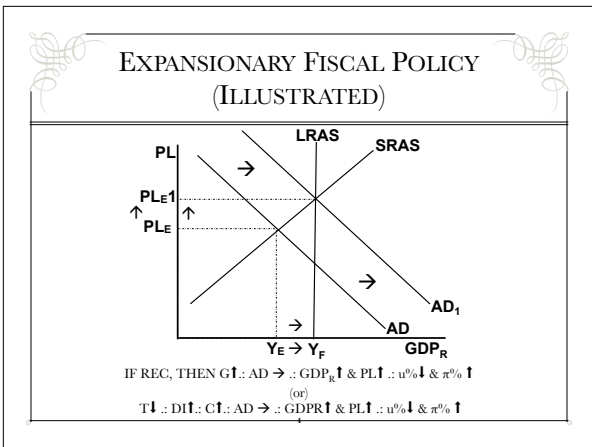 EXPANSIONARY FISCAL POLICY
(ILLUSTRATED)
LRAS
PL
SRAS
→
PLE1
↑ ↑
PLE
→
AD1
→
AD
YE → YF
GDPR
IF REC, THEN G↑.: AD → .: GDPR↑ & PL↑ .: u%↓ & π% ↑
(or)
T↓ .: DI↑.: C↑.: AD → .: GDPR↑ & PL↑ .: u%↓ & π% ↑